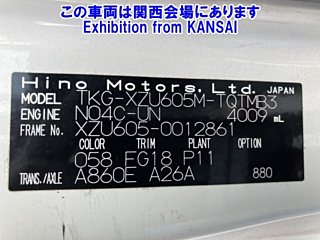 この車両は関西会場にあります
Exhibition from KANSAI
Hino Motors, Ltd. JAPAN
MODEL TKG-XZU605M-TQTMB3
ENGINE N04C-UN 4009 mL
FRAME No. XZU605-0012861
COLOR TRIM PLANT OPTION
058 EG18 P11
TRANS./AXLE A860E A26A 880